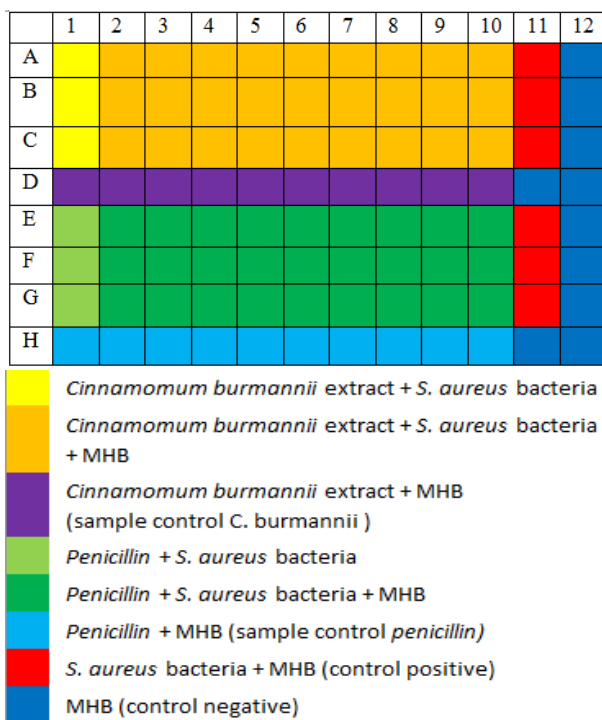 1 2 3 4 5 6 7 8 9 10 11 12
A
B
C
D
E
F
G
H
Cinnamomum burmannii extract + S. aureus bacteria
Cinnamomum burmannii extract + S. aureus bacteria
+ MHB
Cinnamomum burmannii extract + MHB
(sample control C. burmannii )
Penicillin + S. aureus bacteria
Penicillin + S. aureus bacteria + MHB
Penicillin + MHB (sample control penicillin)
S. aureus bacteria + MHB (control positive)
MHB (control negative)